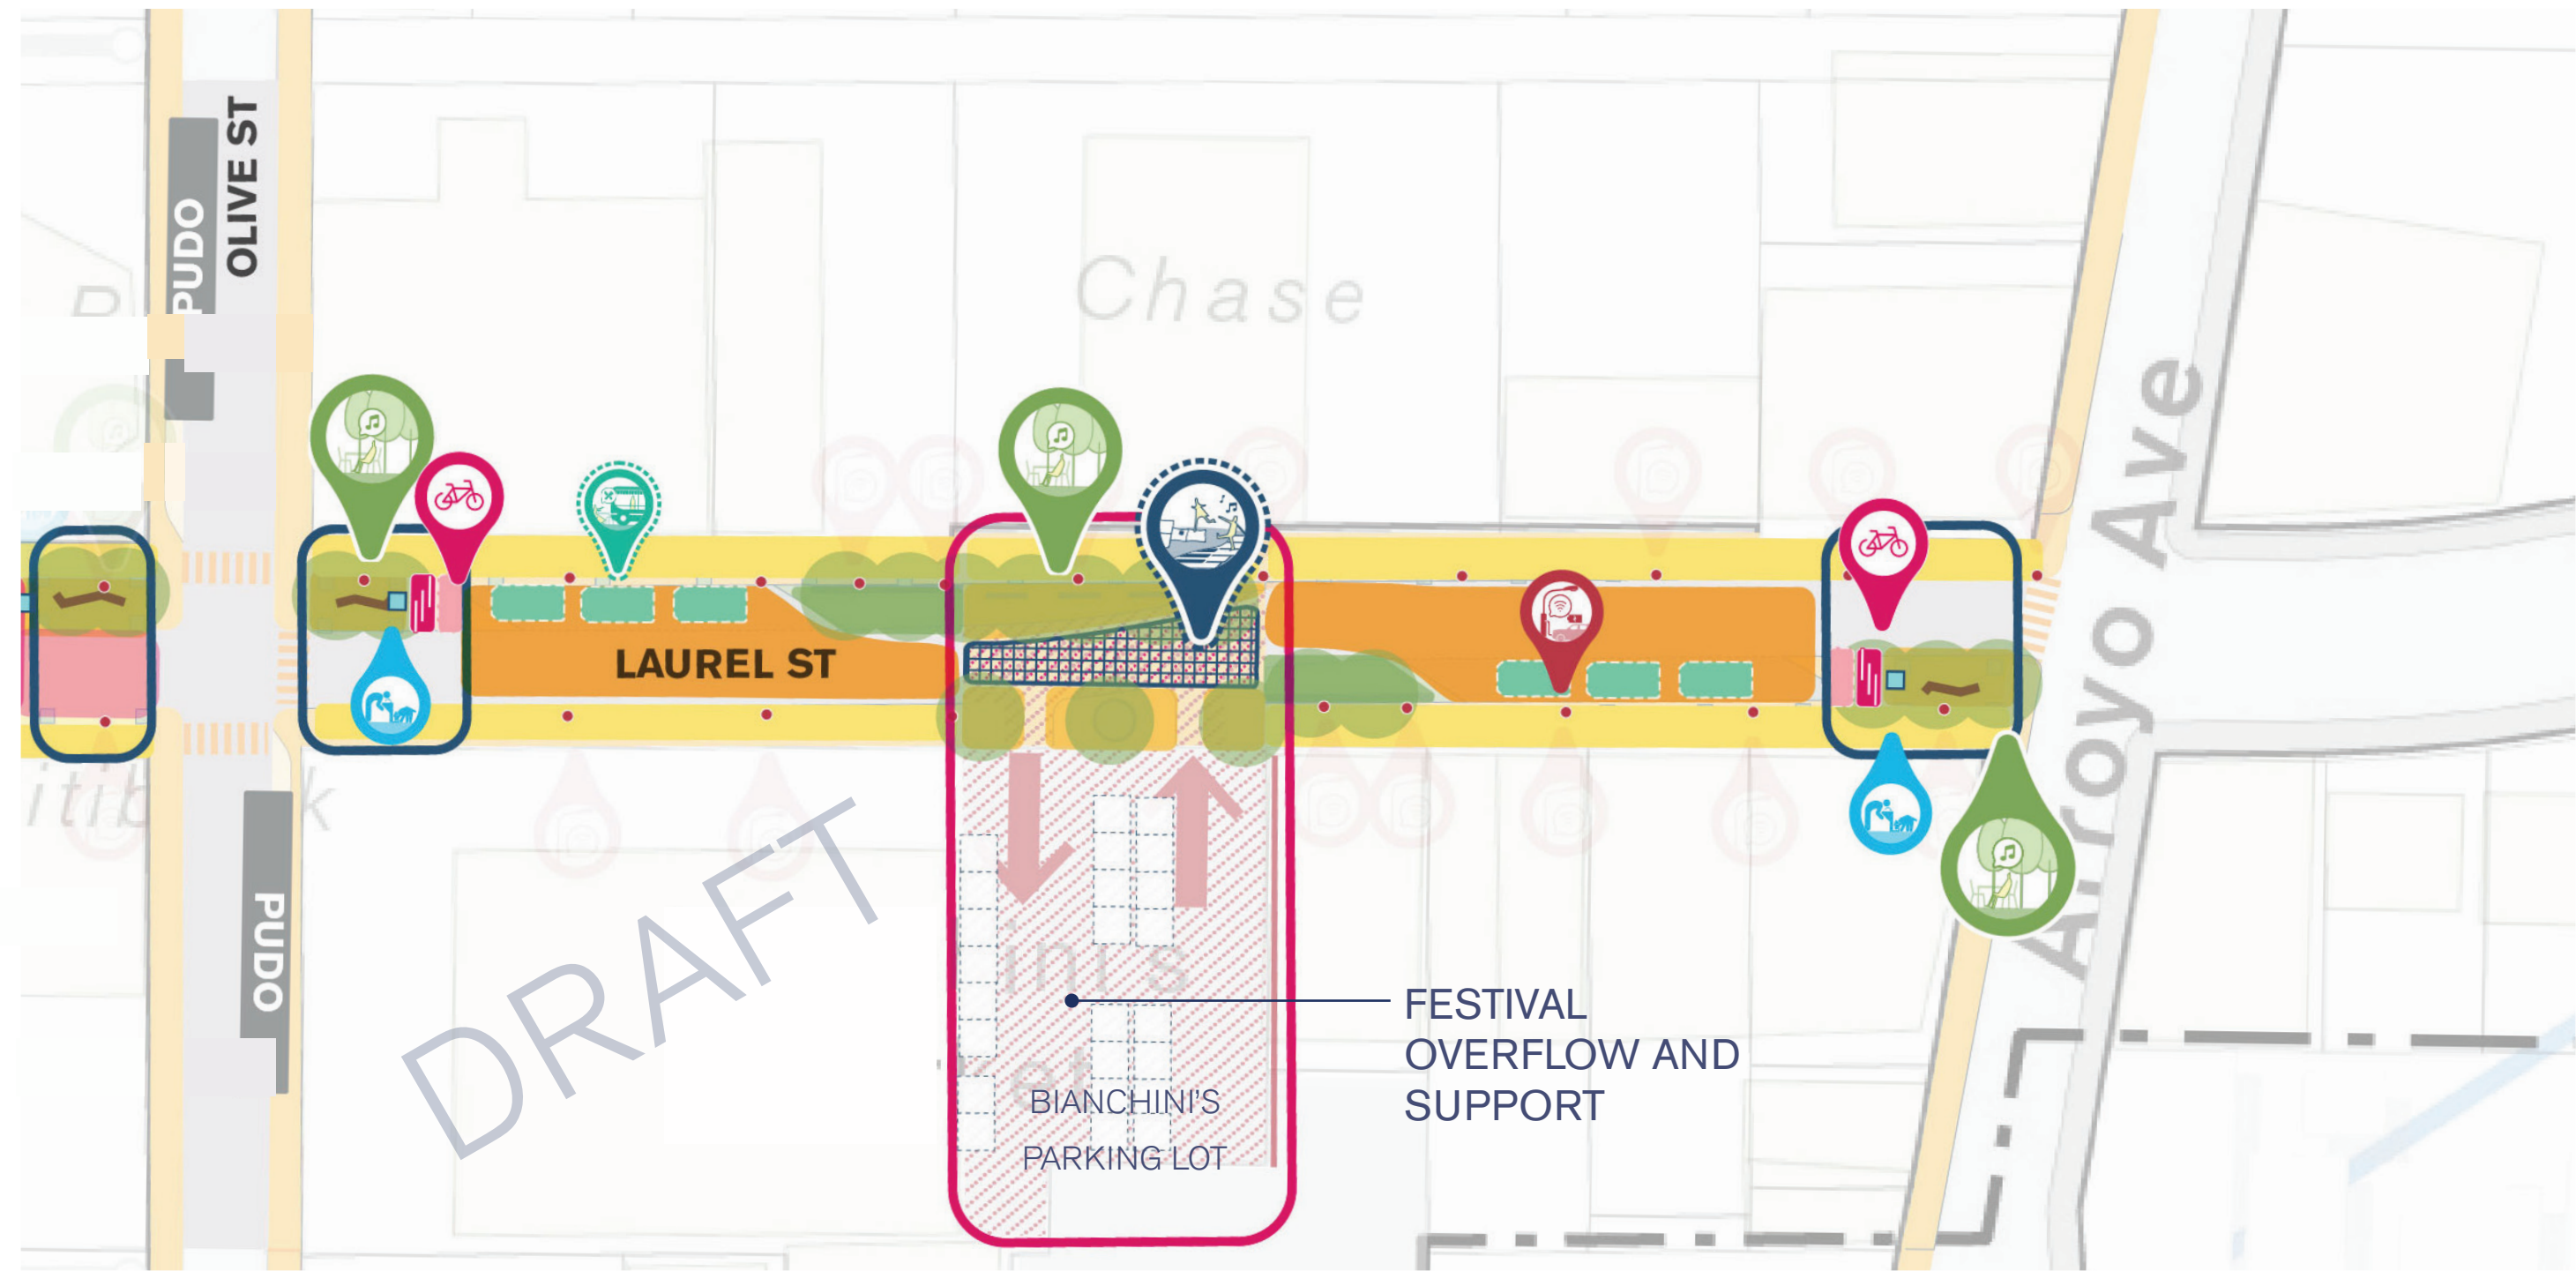 OLIVE ST
PUDO
Chase
LAUREL ST
Arroyo Ave
PUDO
DRAFT
FESTIVAL
OVERFLOW AND
SUPPORT
BIANCHINI'S
PARKING LOT